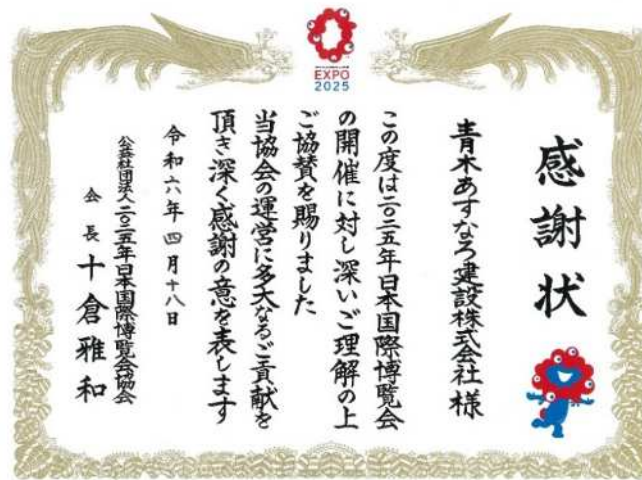 EXPO
2025
感謝状
青木あすなろ建設株式会社様
この度は二〇二五年日本国際博覧会
の開催に対し深いご理解の上
ご協賛を賜りました
当協会の運営に多大なるご貢献を
頂き深く感謝の意を表します
令和六年四月十八日
公益社団法人二〇二五年日本国際博覧会協会
会長 十倉雅和